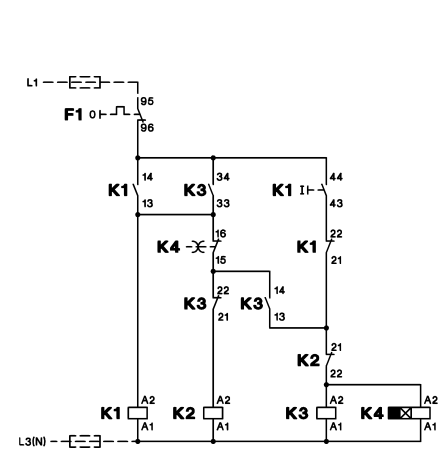 L1
95
F1 0
96
14 34 44
K1 K3 K1 I
13 33 43
16 22
K4 K1
15 21
22 14
K3 K3
21 13
21
K2
22
A2 A2 A2 A2
K1 K2 K3 K4
A1 A1 A1 A1
L3(N)